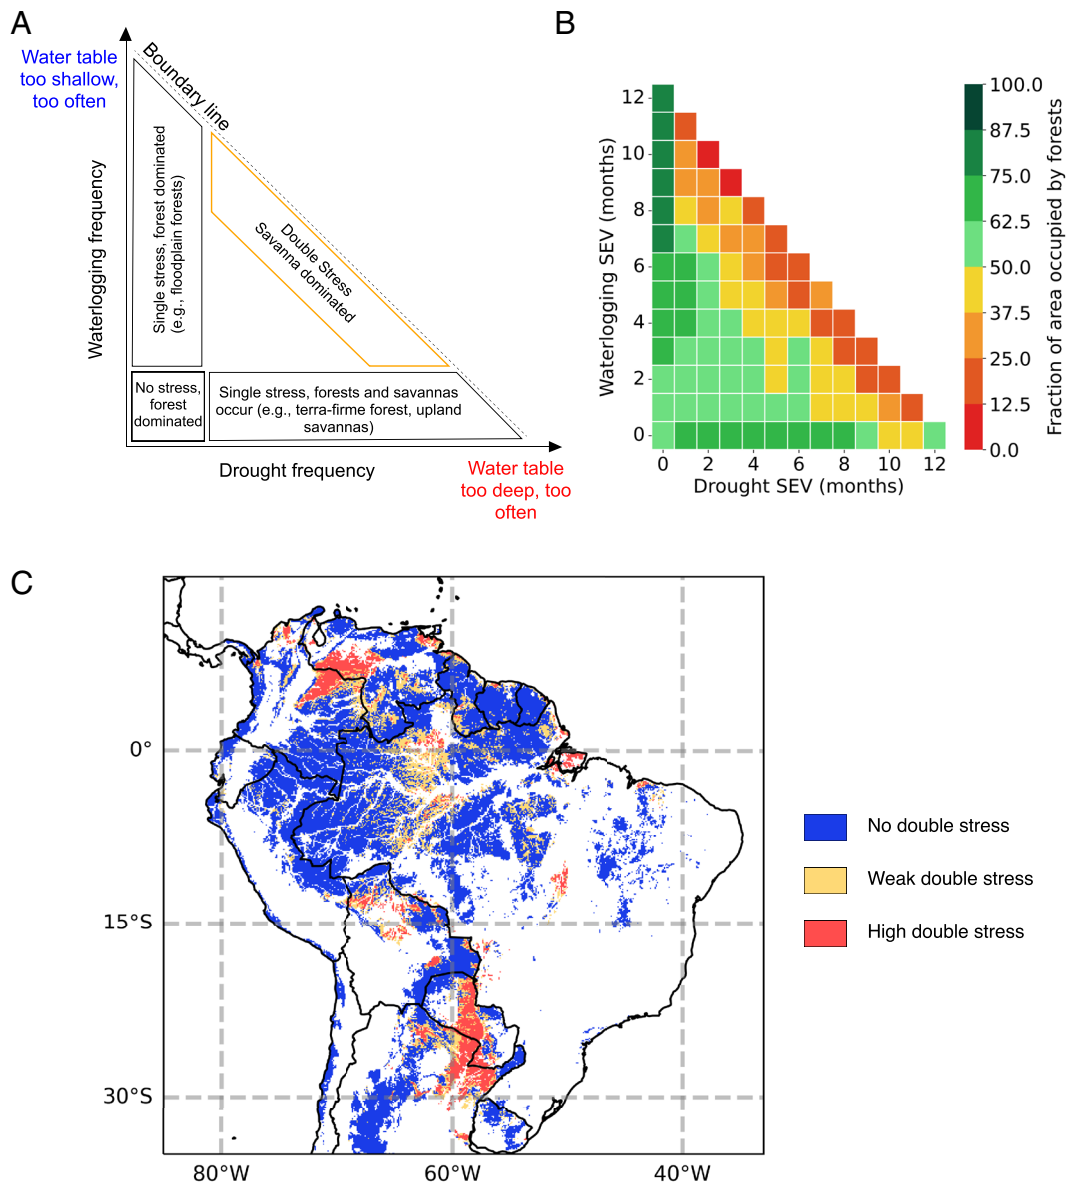 A
Water table
too shallow,
too often
Boundary line
Waterlogging frequency
Single stress, forest dominated
(e.g., floodplain forests)
Double Stress
Savanna dominated
No stress,
forest
dominated
Single stress, forests and savannas
occur (e.g., terra-firme forest, upland
savannas)
Drought frequency
Water table
too deep, too
often
B
Waterlogging SEV (months)
12
10
8
6
4
2
0
0 2 4 6 8 10 12
Drought SEV (months)
100.0
87.5
75.0
62.5
50.0
37.5
25.0
12.5
0.0
Fraction of area occupied by forests
C
0°
15°S
30°S
80°W 60°W 40°W
No double stress
Weak double stress
High double stress